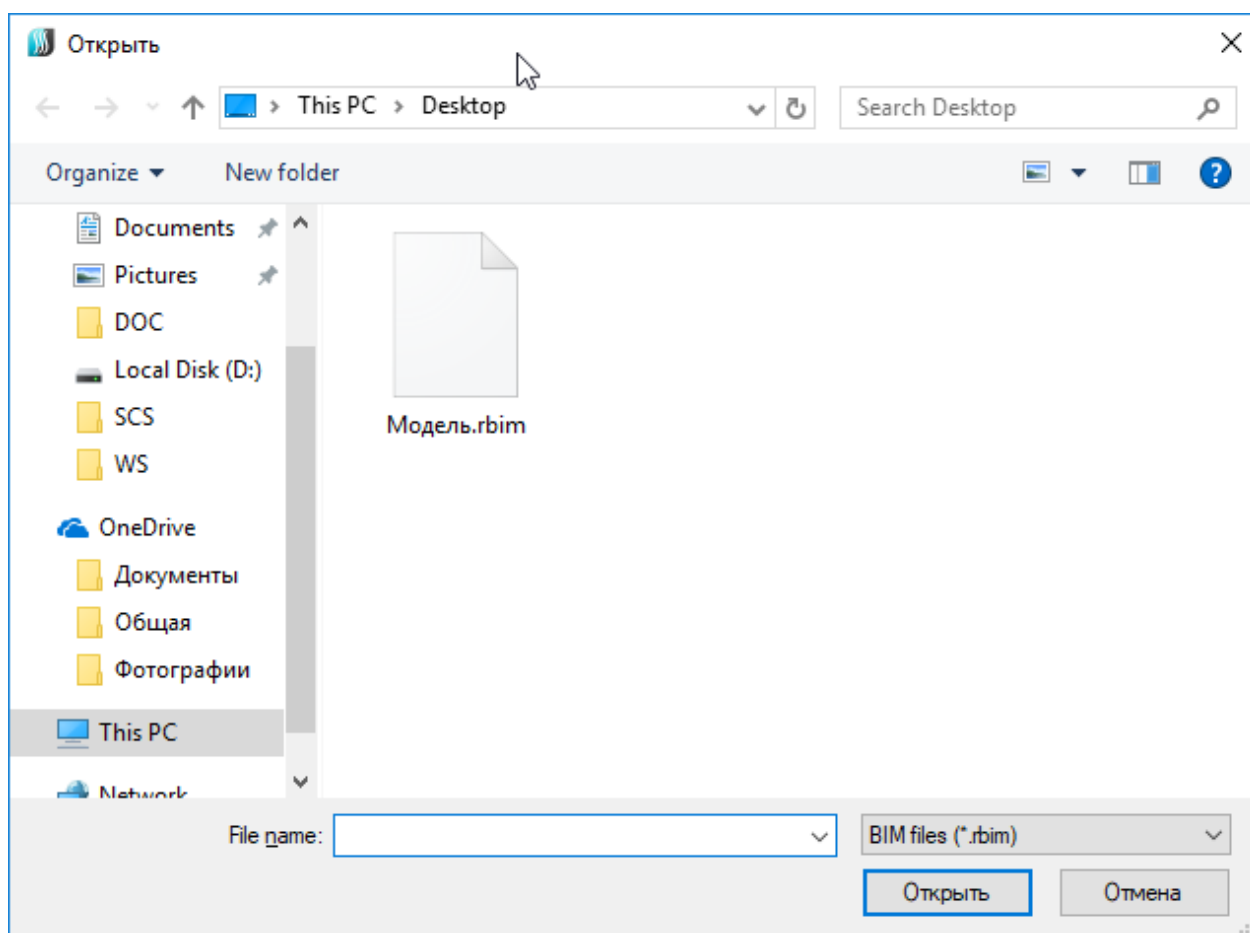 Открыть
This PC > Desktop
Search Desktop
Organize
New folder
Documents
Pictures
DOC
Local Disk (D:)
SCS
WS
OneDrive
Документы
Общая
Фотографии
This PC
Network
Модель.rbim
File name:
BIM files (*.rbim)
Открыть
Отмена